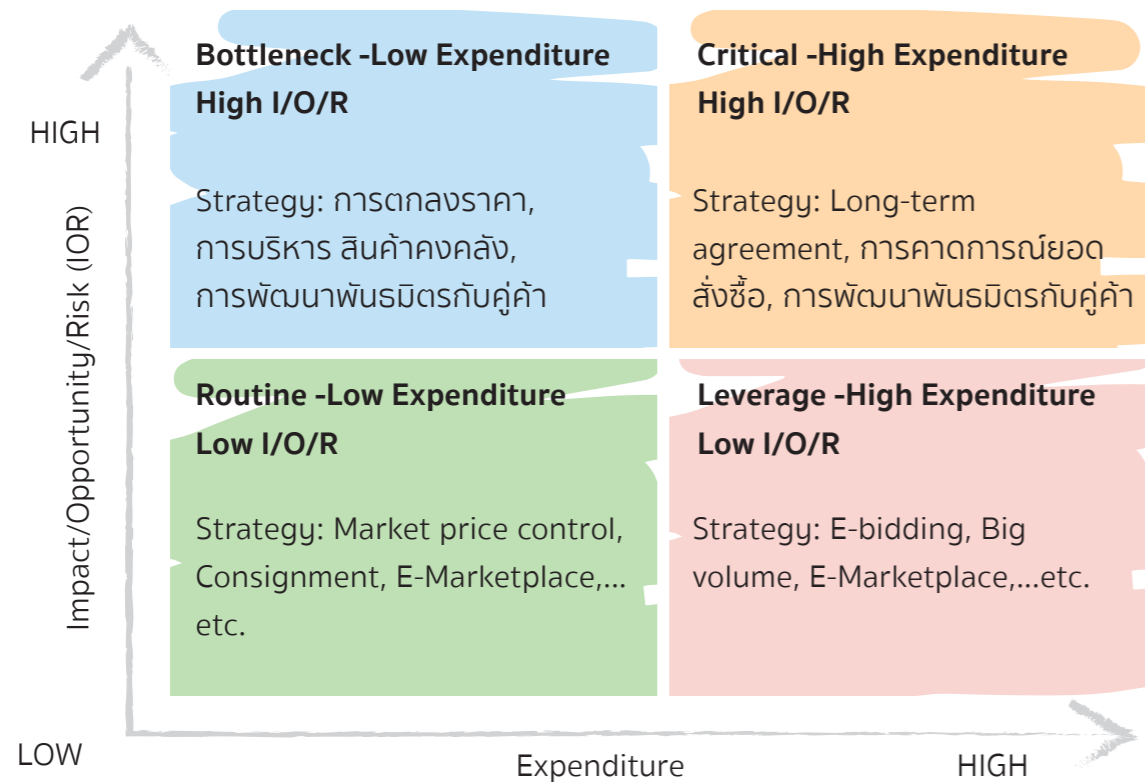 Bottleneck -Low Expenditure
High I/O/R
Strategy: การตกลงราคา,
การบริหาร สินค้าคงคลัง,
การพัฒนาพันธมิตรกับคู่ค้า
Critical -High Expenditure
High I/O/R
Strategy: Long-term
agreement, การคาดการณ์ยอด
สั่งซื้อ, การพัฒนาพันธมิตรกับคู่ค้า
HIGH
Impact/Opportunity/Risk (IOR)
Routine -Low Expenditure
Low I/O/R
Strategy: Market price control,
Consignment, E-Marketplace,...
etc.
Leverage -High Expenditure
Low I/O/R
Strategy: E-bidding, Big
volume, E-Marketplace,...etc.
LOW
Expenditure
HIGH